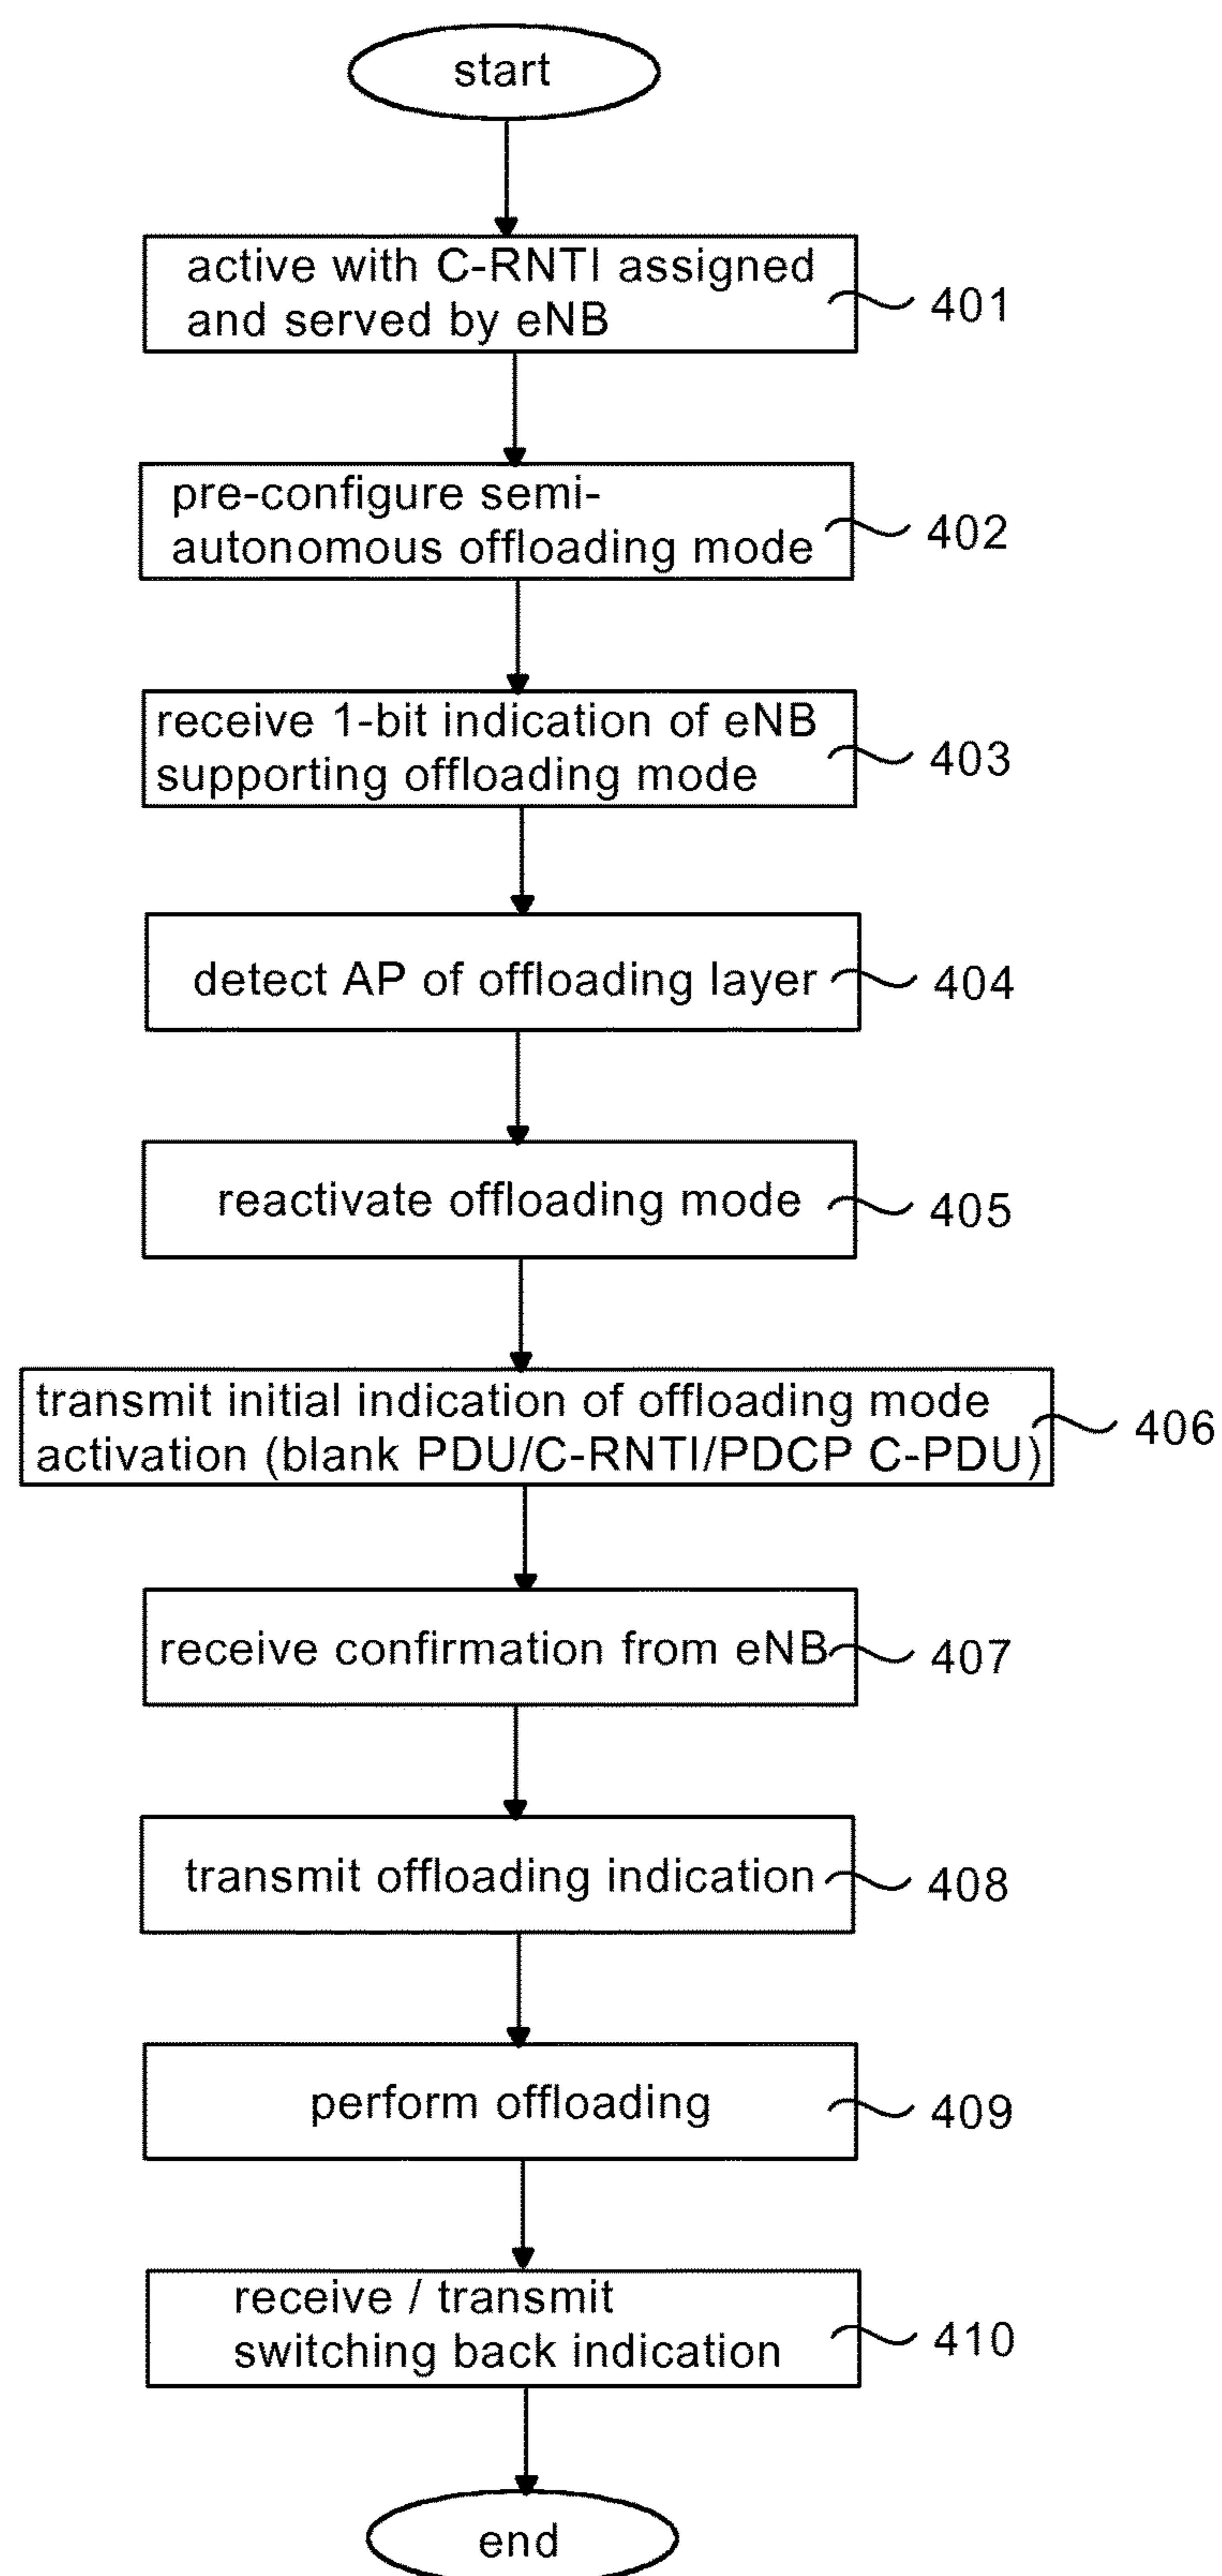 start
active with C-RNTI assigned
and served by eNB
401
pre-configure semi-
autonomous offloading mode
402
receive 1-bit indication of eNB
supporting offloading mode
403
detect AP of offloading layer
404
reactivate offloading mode
405
transmit initial indication of offloading mode
activation (blank PDU/C-RNTI/PDCP C-PDU)
406
receive confirmation from eNB
407
transmit offloading indication
408
perform offloading
409
receive / transmit
switching back indication
410
end